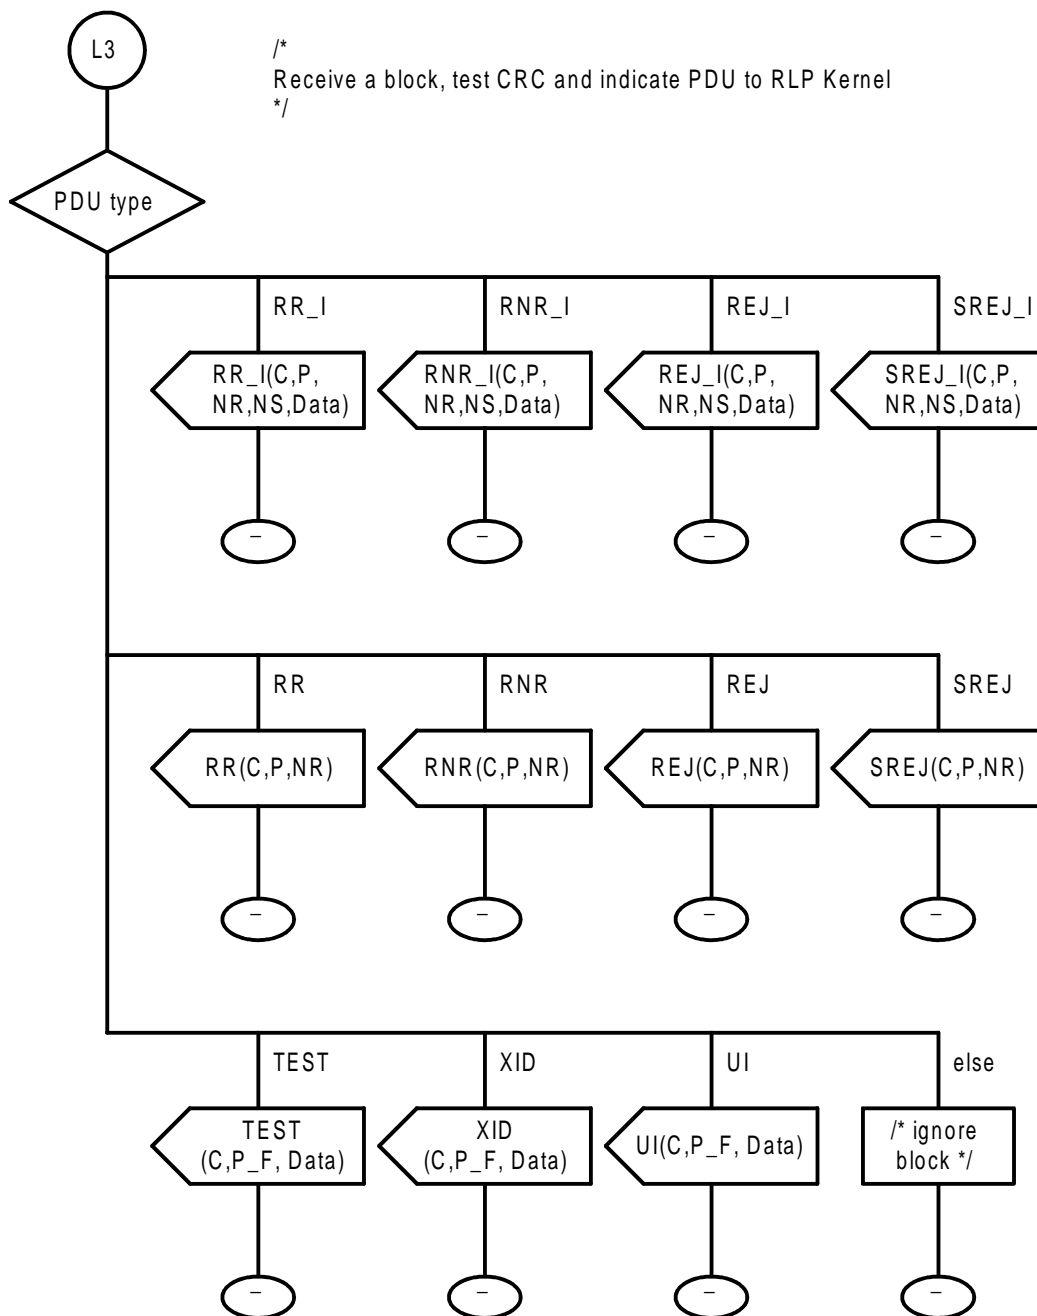 L3
/*
Receive a block, test CRC and indicate PDU to RLP Kernel
*/
PDU type
RR_I
RNR_I
REJ_I
SREJ_I
RR_I(C,P,
NR,NS,Data)
RNR_I(C,P,
NR,NS,Data)
REJ_I(C,P,
NR,NS,Data)
SREJ_I(C,P,
NR,NS,Data)
–
–
–
–
RR
RNR
REJ
SREJ
RR(C,P,NR)
RNR(C,P,NR)
REJ(C,P,NR)
SREJ(C,P,NR)
–
–
–
–
TEST
XID
UI
else
TEST
(C,P_F, Data)
XID
(C,P_F, Data)
UI(C,P_F, Data)
/* ignore
block */
–
–
–
–